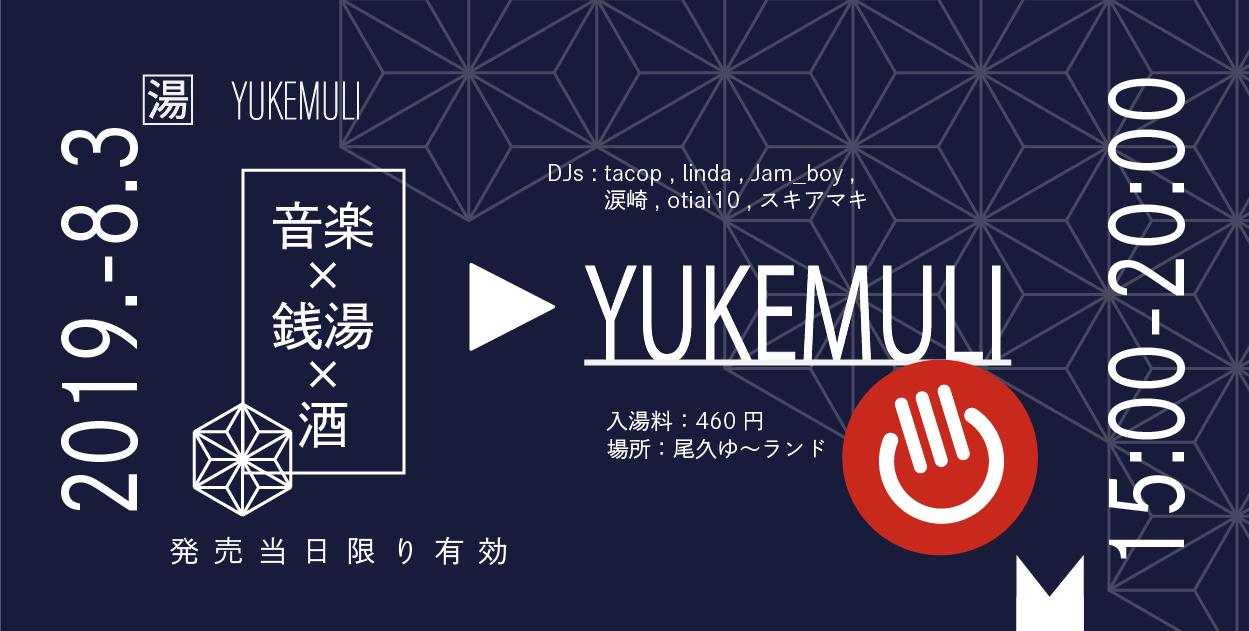 2019.-8.3
湯 YUKEMULI
音楽
×
銭湯
×
酒
発売当日限り有効
DJs : tacop , linda , Jam_boy ,
涙崎 , otiai10 , スキアマキ
YUKEMULI
入湯料：460 円
場所：尾久ゆ〜ランド
15:00-20:00